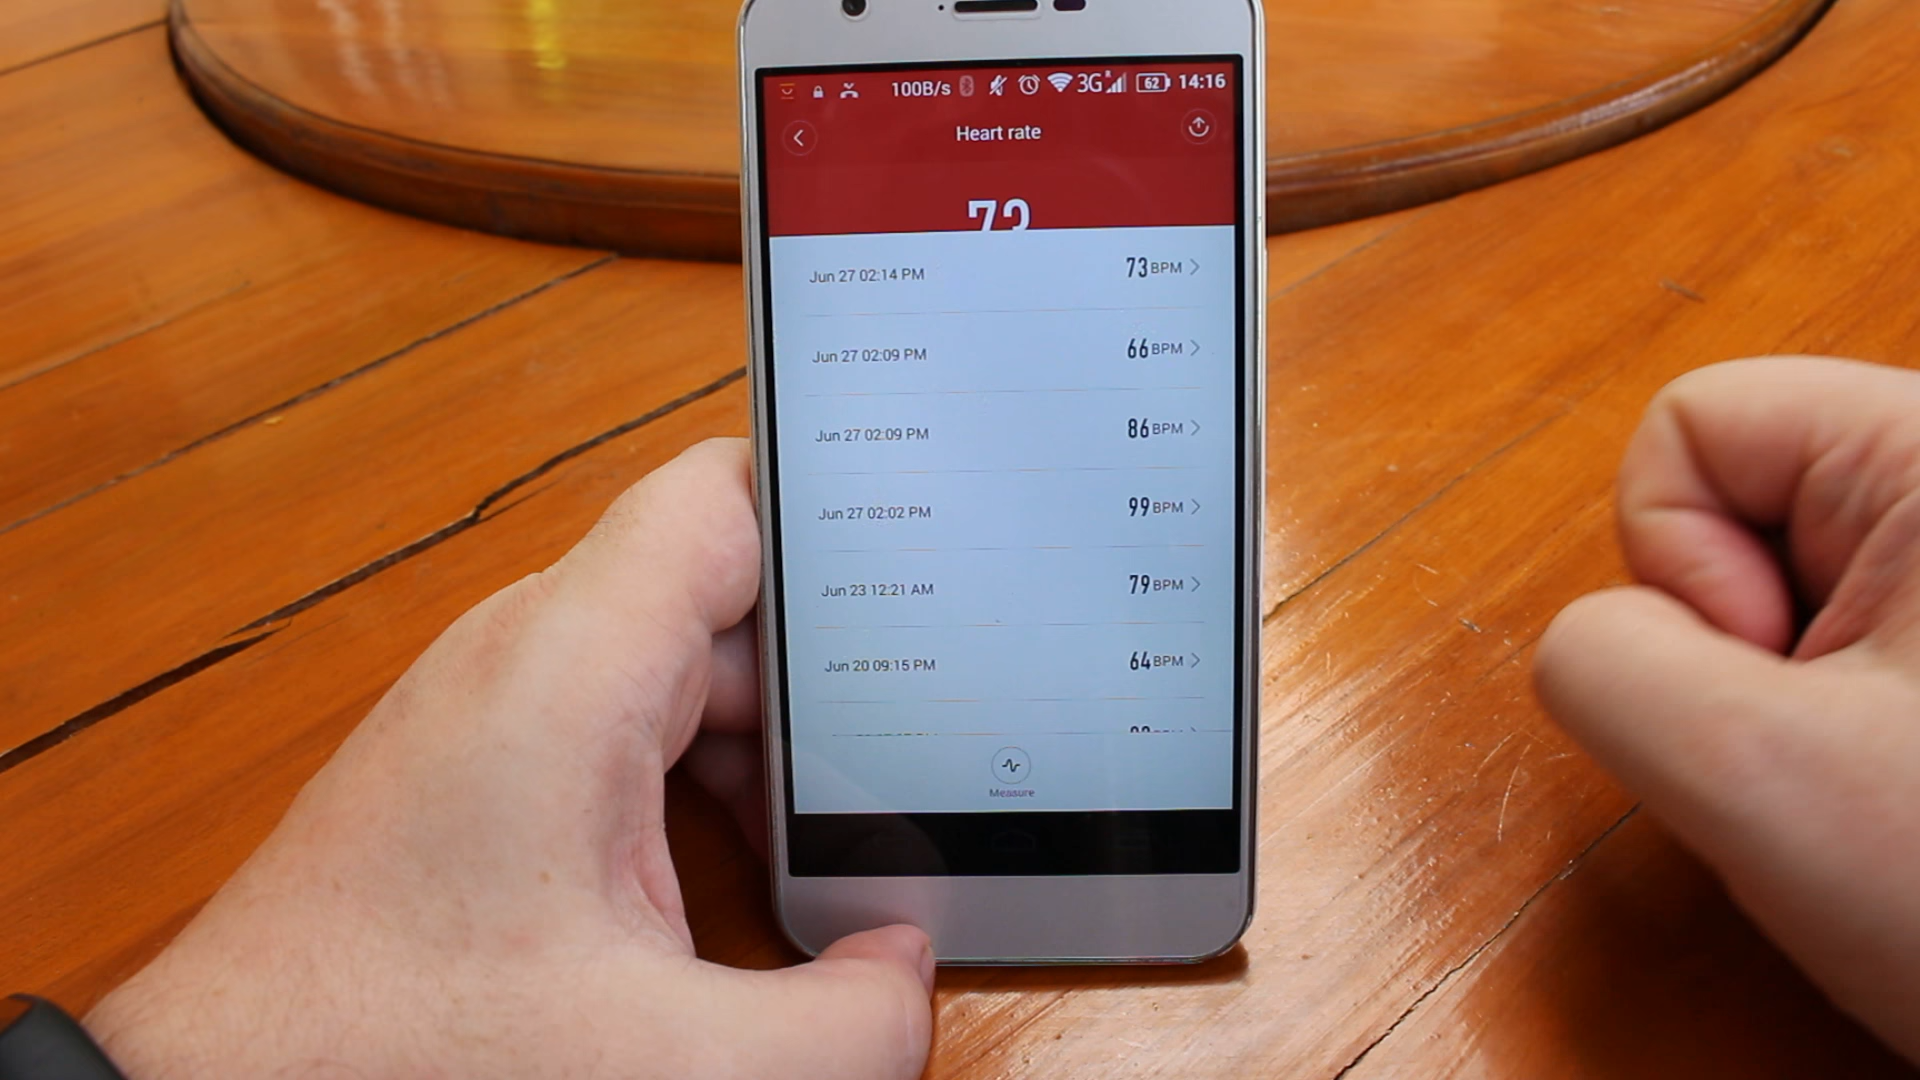 100B/s 3G R 62 14:16
Heart rate
73
Jun 27 02:14 PM 73 BPM
Jun 27 02:09 PM 66 BPM
Jun 27 02:09 PM 86 BPM
Jun 27 02:02 PM 99 BPM
Jun 23 12:21 AM 79 BPM
Jun 20 09:15 PM 64 BPM
Measure